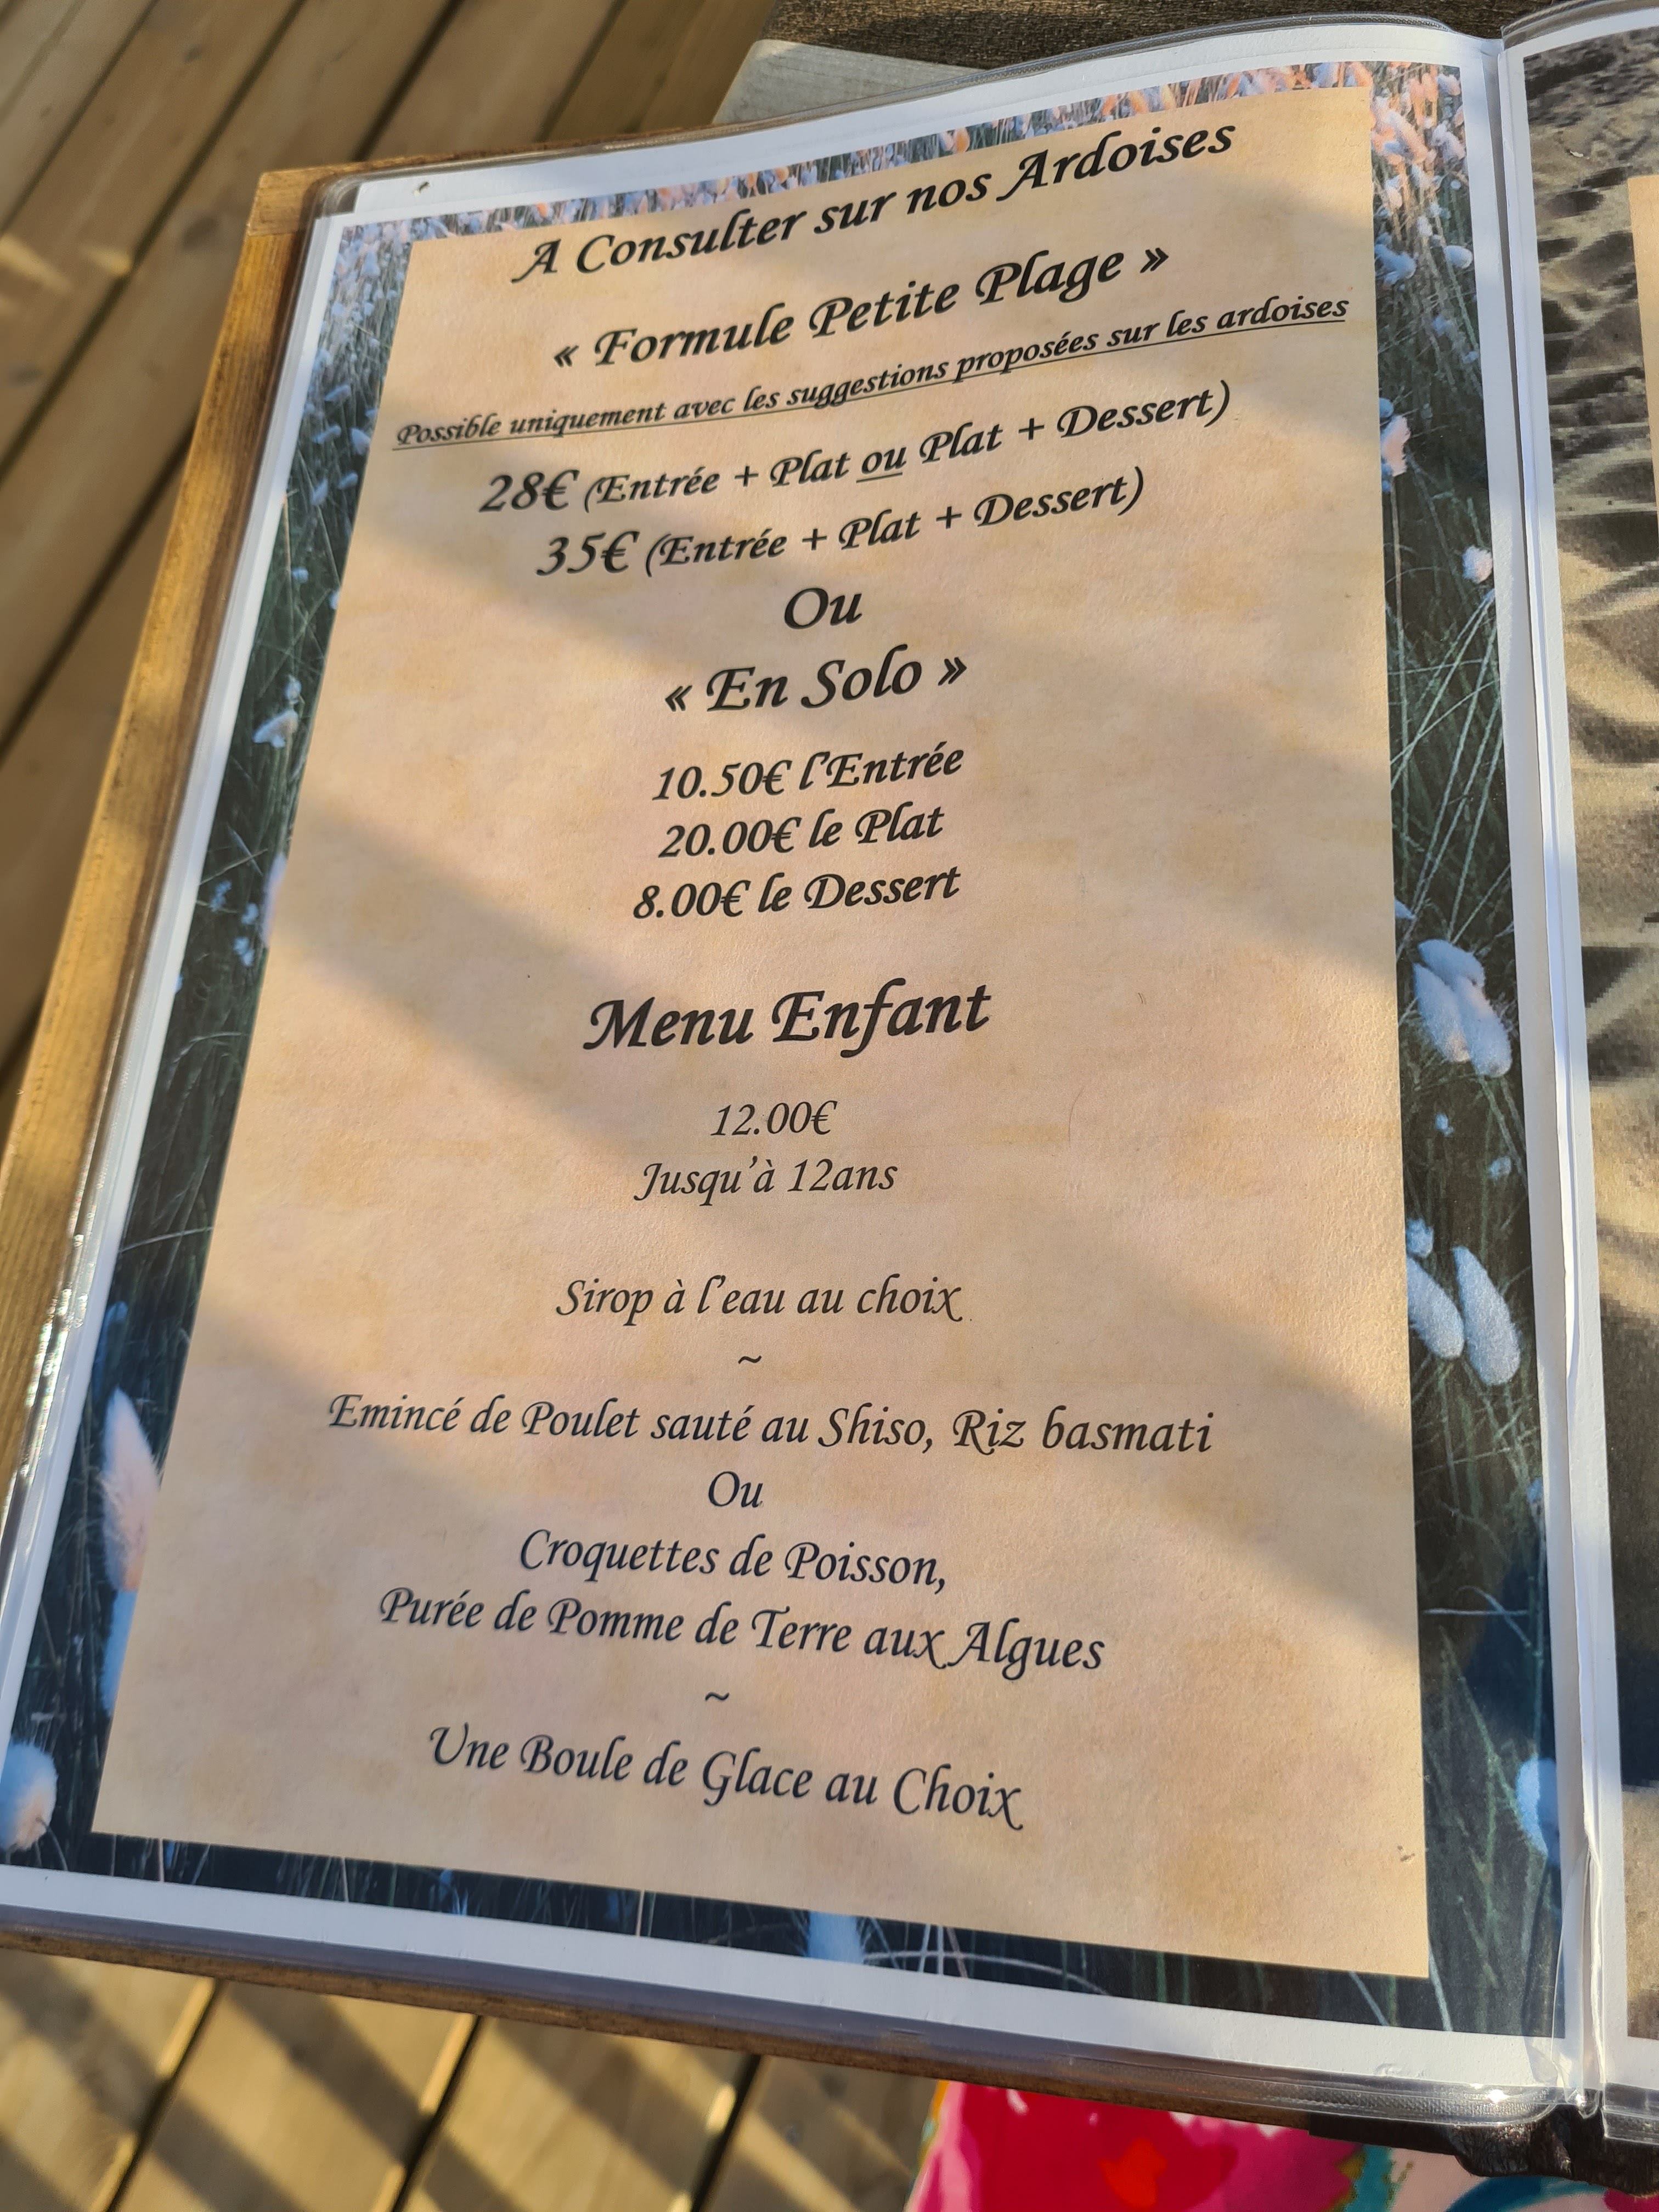 A Consulter sur nos Ardoises
« Formule Petite Plage »
Possible uniquement avec les suggestions proposées sur les ardoises
28€ (Entrée + Plat ou Plat + Dessert)
35€ (Entrée + Plat + Dessert)
Ou
« En Solo »
10.50€ l'Entrée
20.00€ le Plat
8.00€ le Dessert
Menu Enfant
12.00€
Jusqu'à 12ans
Sirop à l'eau au choix
~
Emincé de Poulet sauté au Shiso, Riz basmati
Ou
Croquettes de Poisson,
Purée de Pomme de Terre aux Algues
~
Une Boule de Glace au Choix